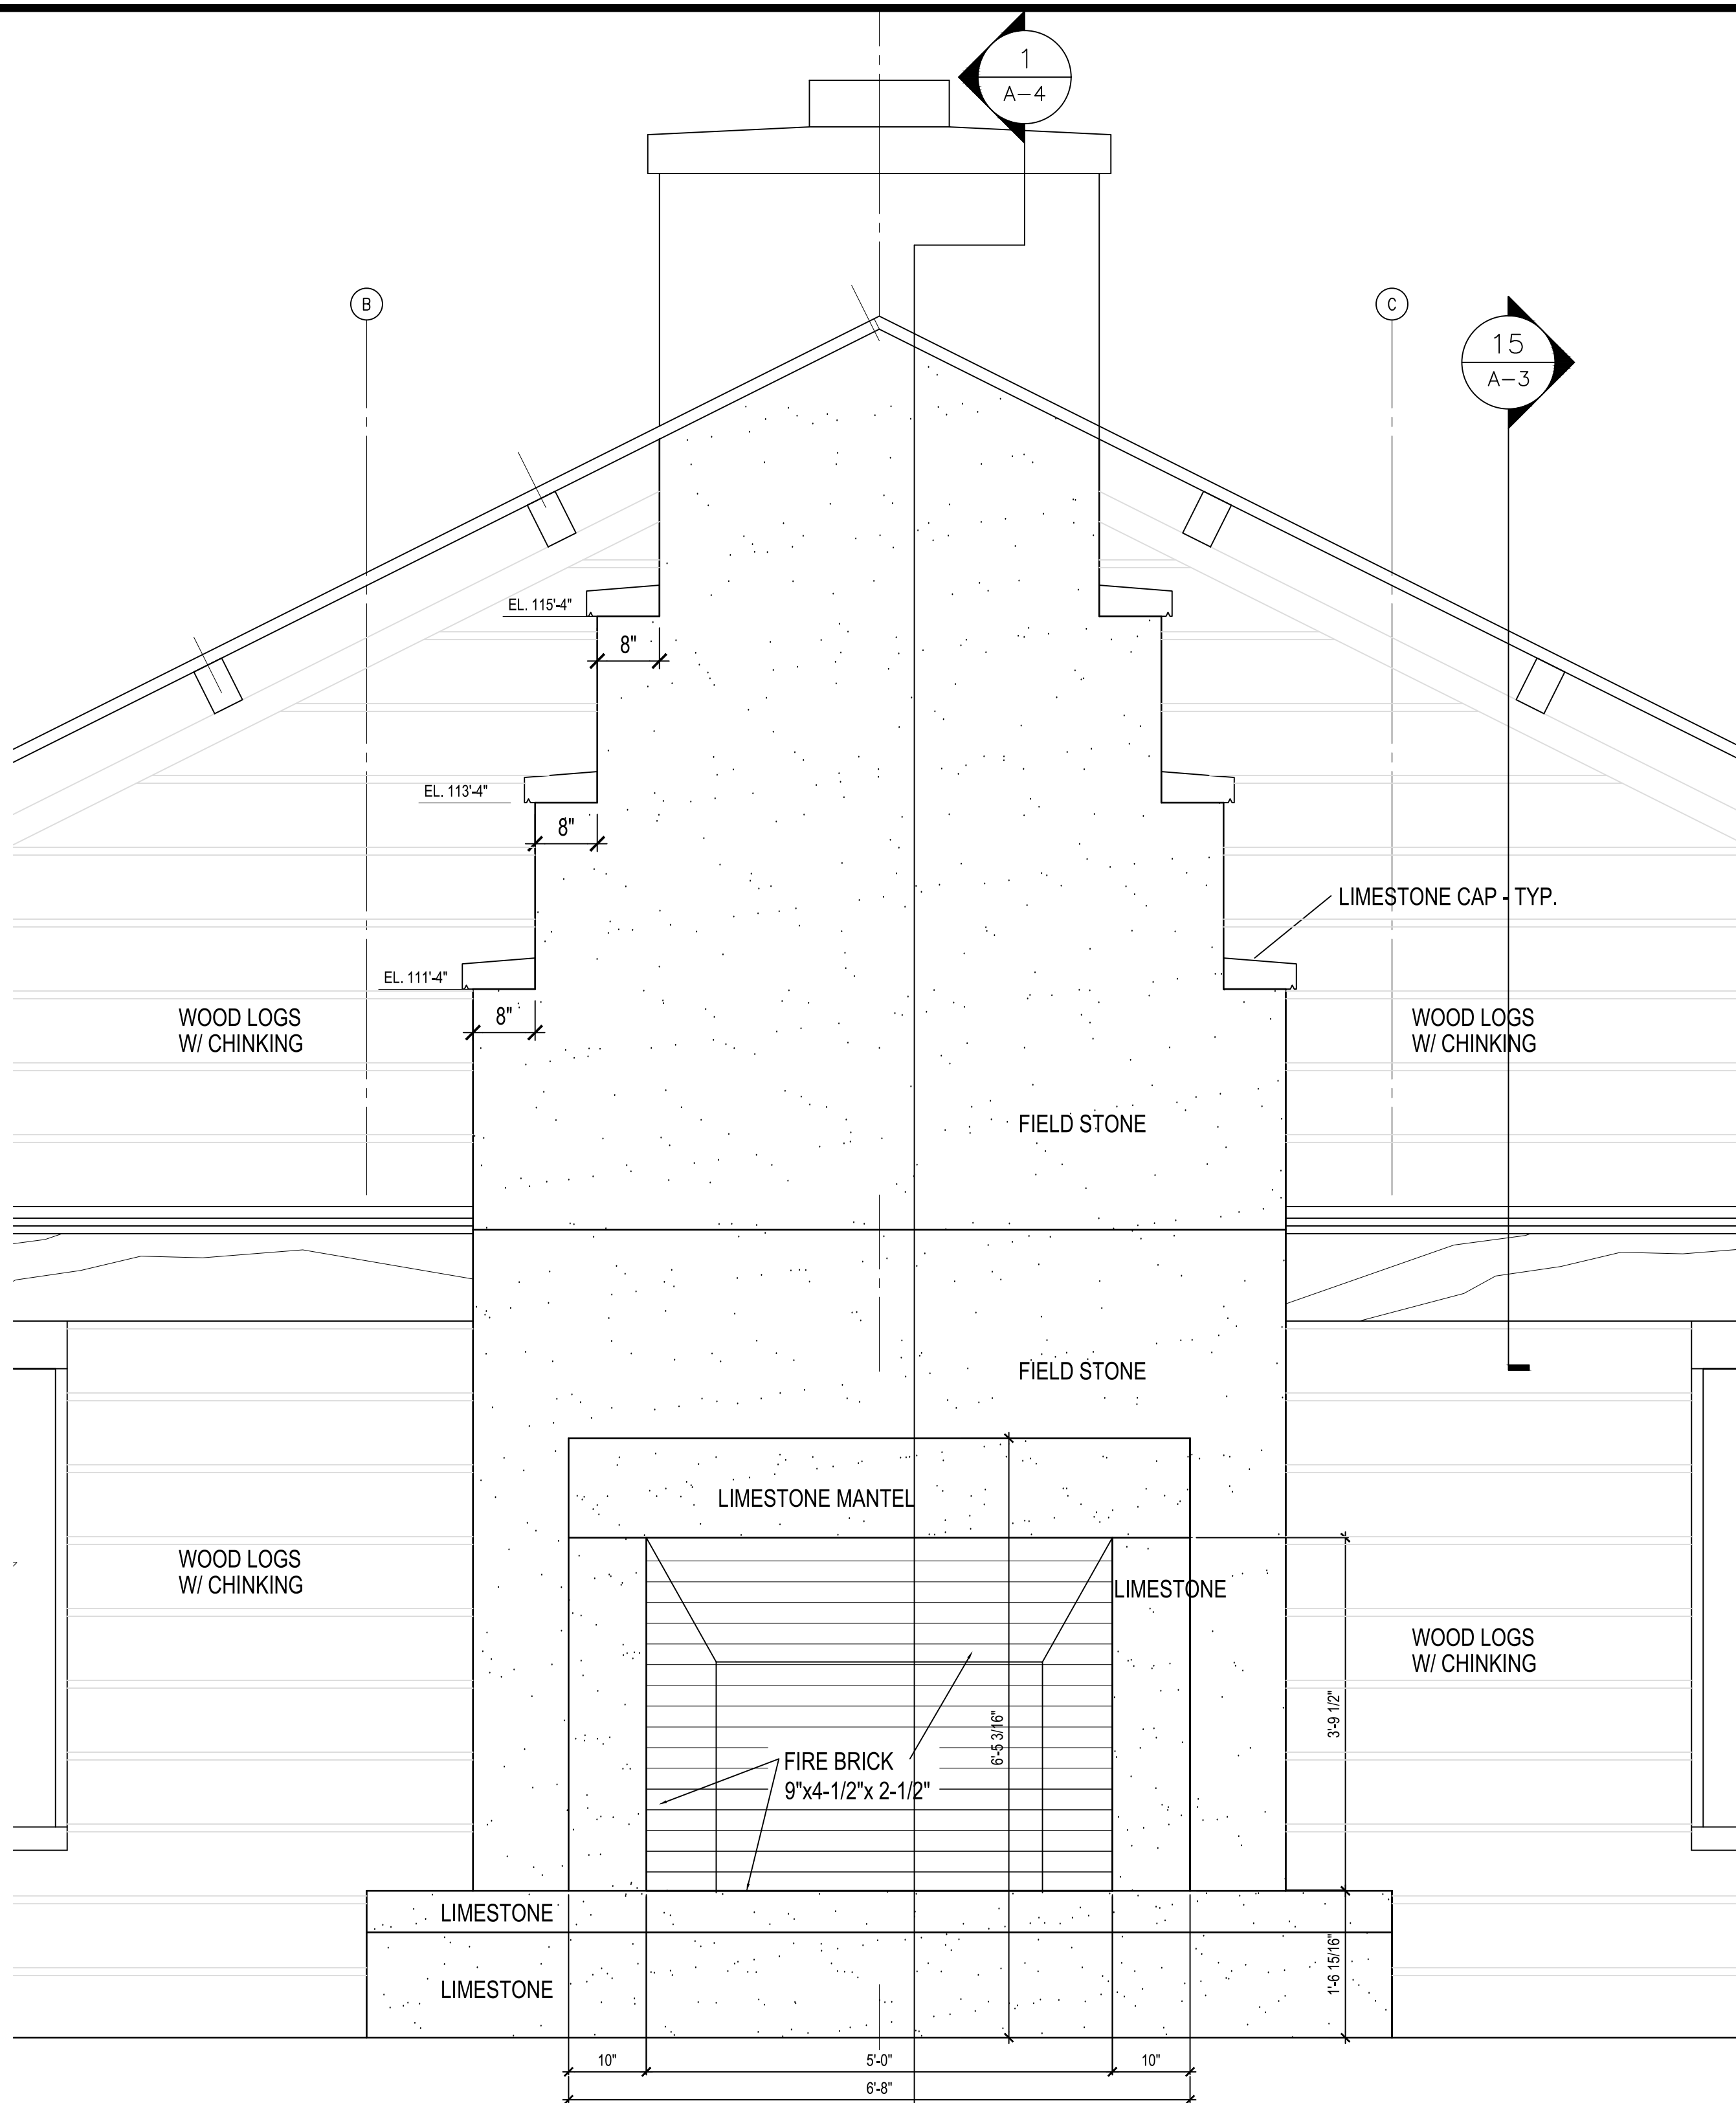 1
A-4
B
C
15
A-3
EL. 115'-4"
8"
EL. 113'-4"
8"
LIMESTONE CAP - TYP.
EL. 111'-4"
8"
WOOD LOGS
W/ CHINKING
WOOD LOGS
W/ CHINKING
FIELD STONE
FIELD STONE
LIMESTONE MANTEL
WOOD LOGS
W/ CHINKING
LIMESTONE
WOOD LOGS
W/ CHINKING
3'-9 1/2"
6'-5 3/16"
FIRE BRICK
9"x4-1/2"x 2-1/2"
LIMESTONE
LIMESTONE
1'-6 15/16"
10"
5'-0"
10"
6'-8"